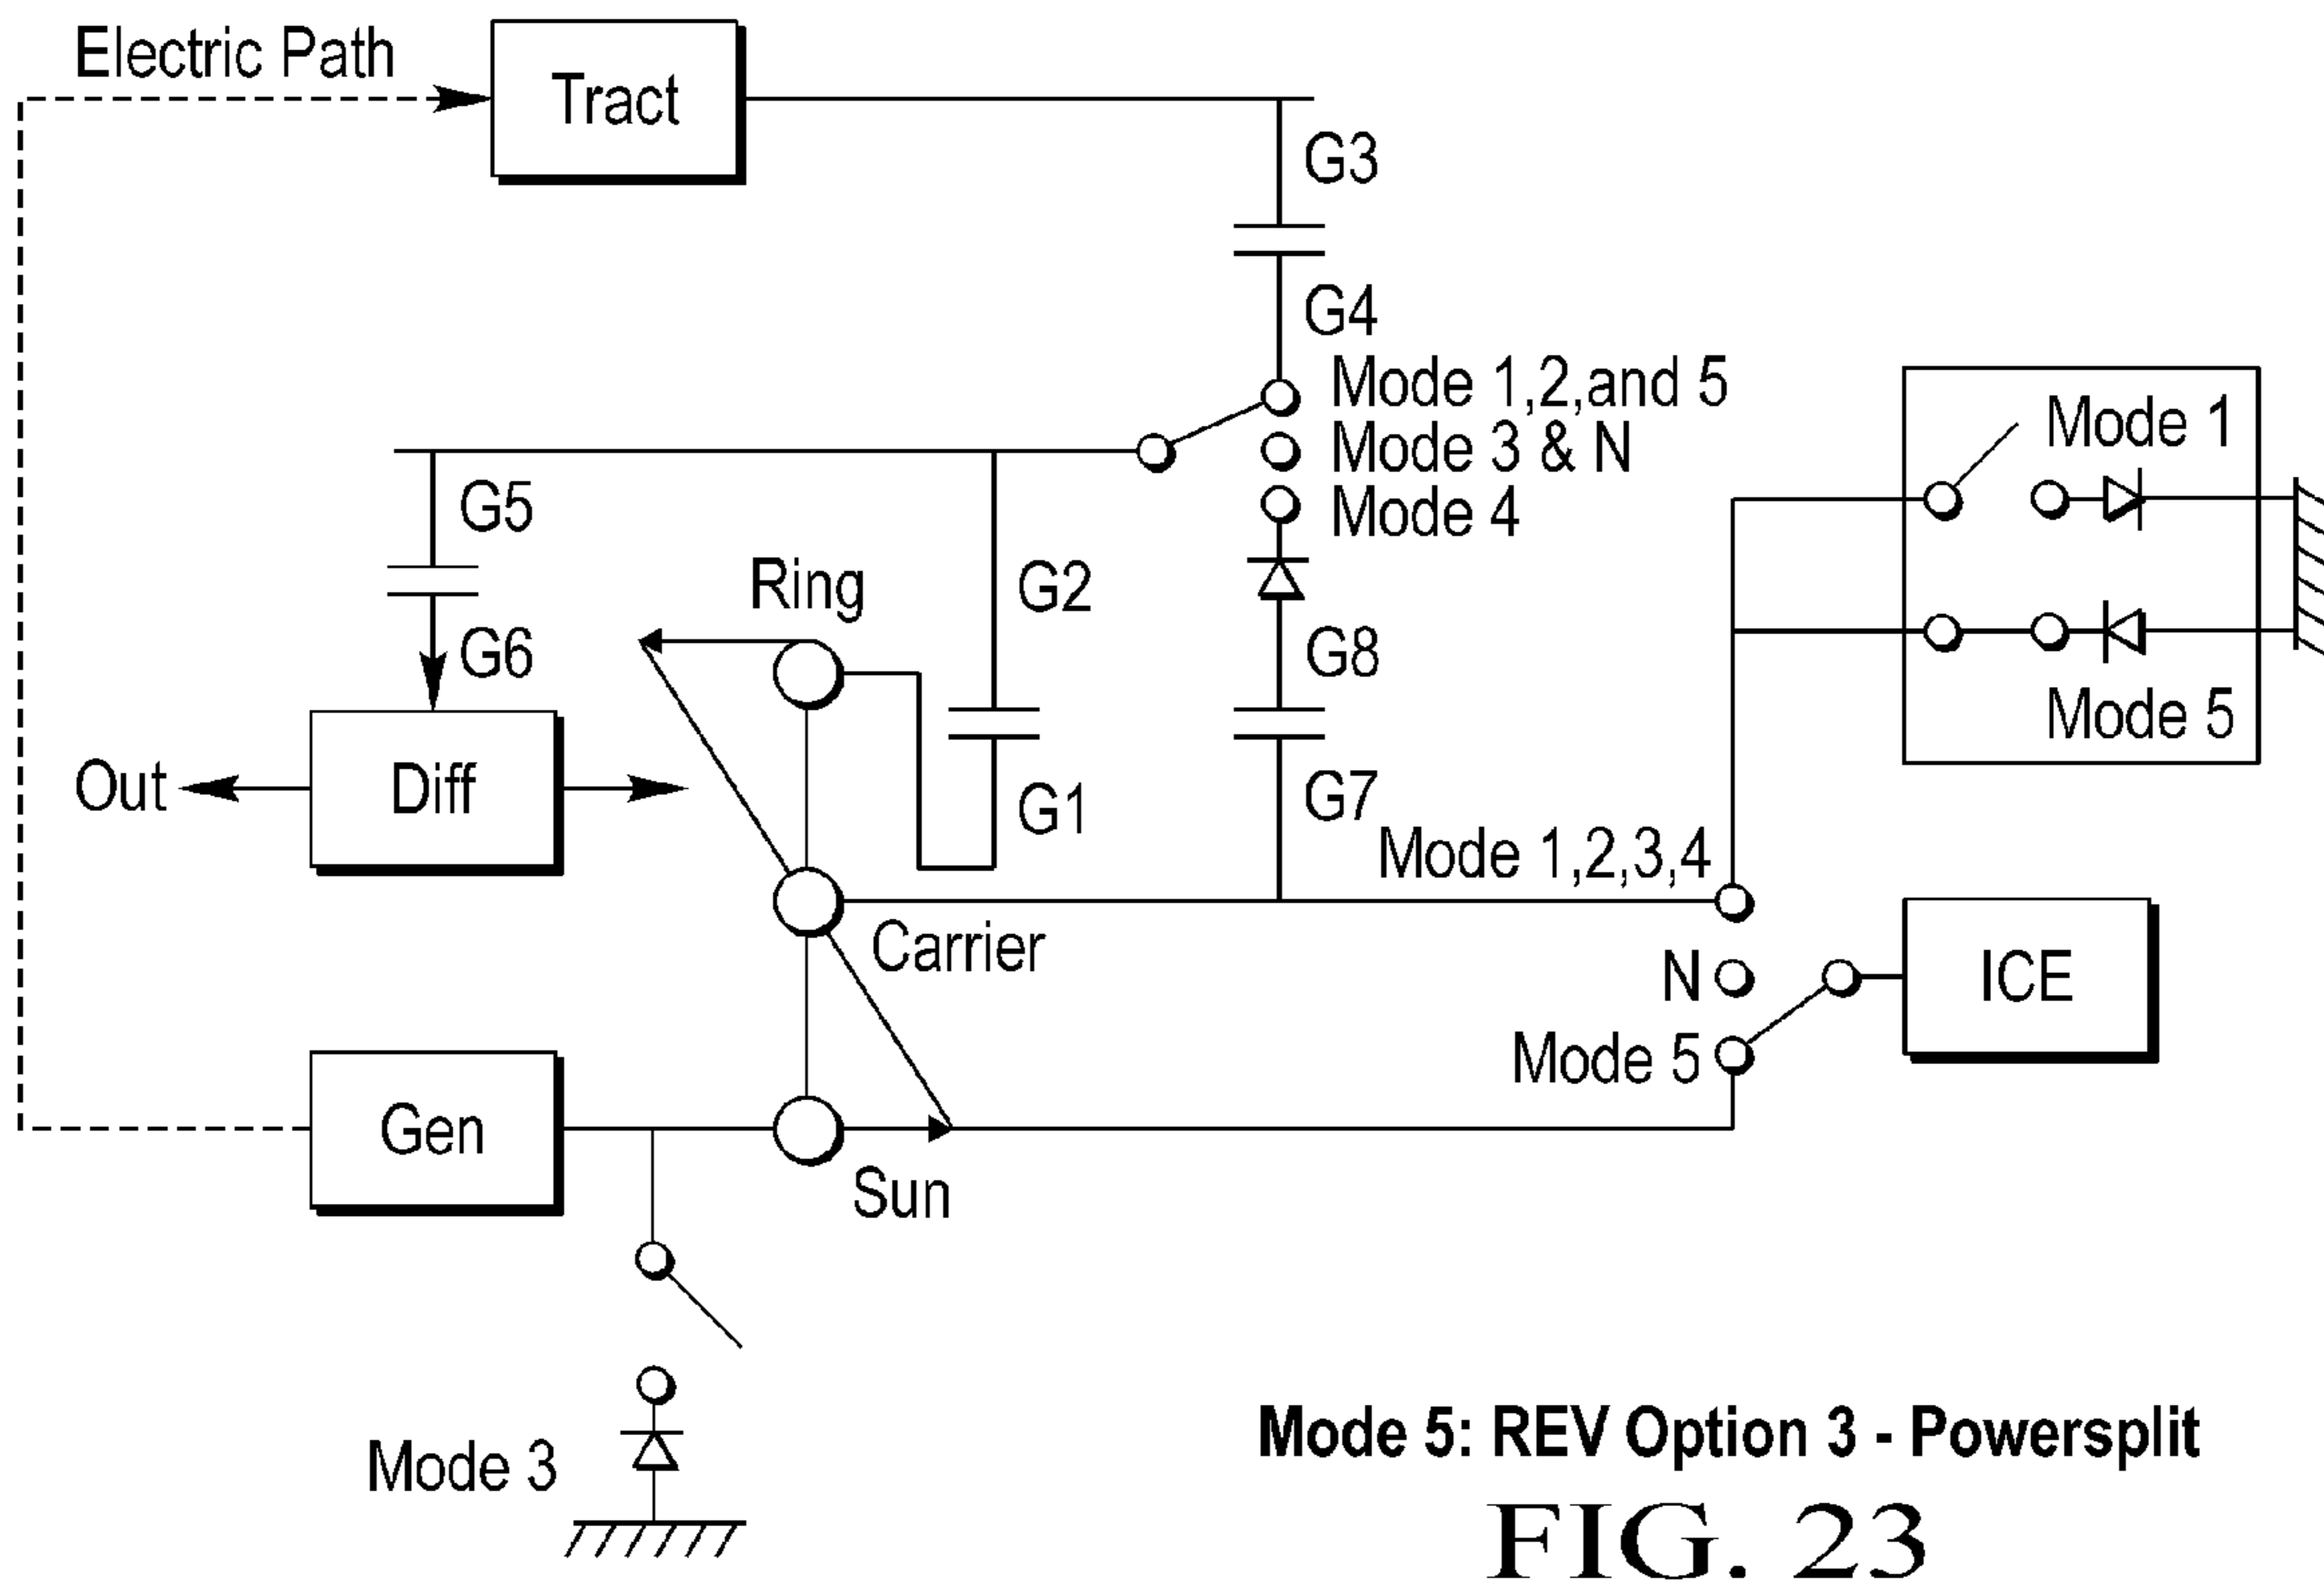 Electric Path
Tract
G3
G4
Mode 1,2,and 5
Mode 3 & N
Mode 4
Mode 1
G5
Ring
G2
G6
G8
Mode 5
Out
Diff
G1
G7
Mode 1,2,3,4
Carrier
N
ICE
Mode 5
Gen
Sun
Mode 3
Mode 5: REV Option 3 - Powersplit
FIG. 23